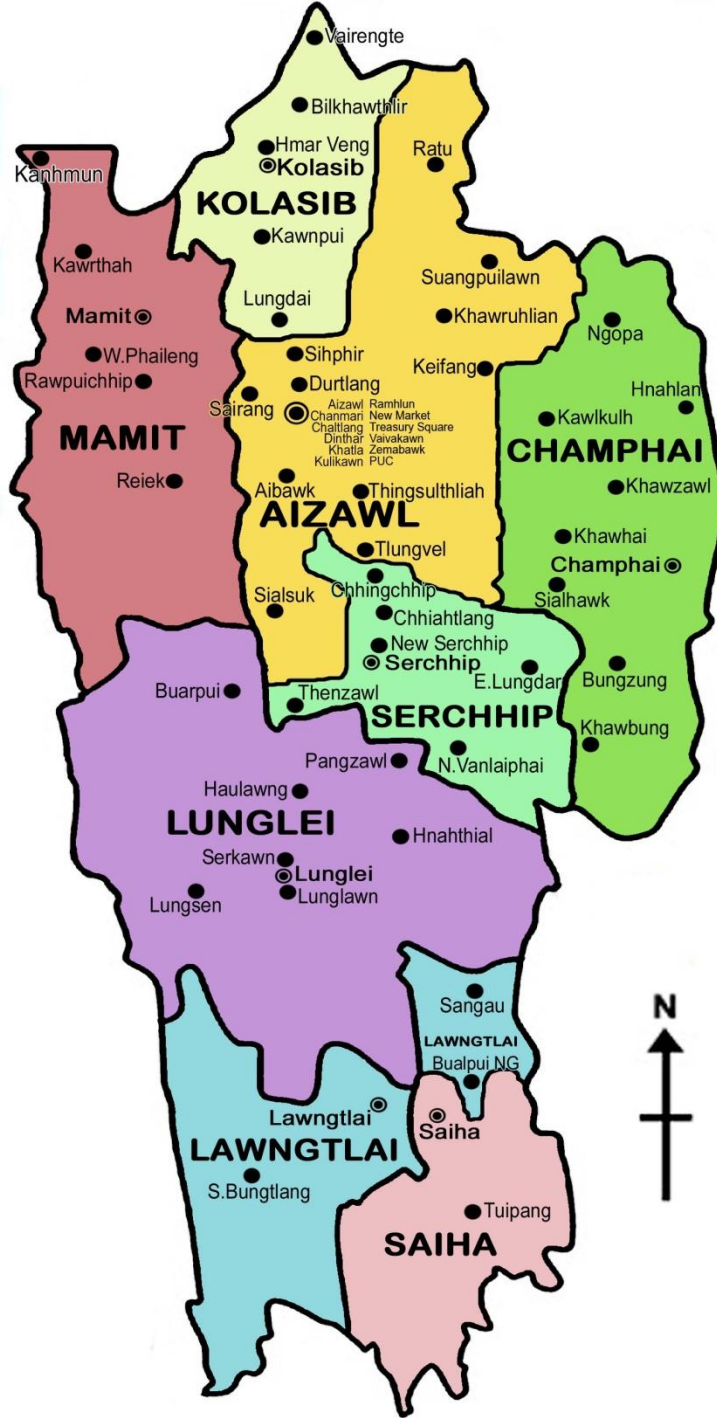 Vairengte
Bilkhawthlir
Hmar Veng
Kolasib
KOLASIB
Kawnpui
Lungdai
Kanhmun
Kawrthah
Mamit
W.Phaileng
Rawpuichhip
MAMIT
Reiek
Ratu
Suangpuilawn
Khawruhlian
Keifang
Sihphir
Durtlang
Sairang
Aizawl Ramhlun
Chanmari New Market
Chaltlang Treasury Square
Dinthar Vaivakawn
Khatla Zemabawk
Kulikawn PUC
Aibawk
Thingsulthliah
AIZAWL
Tlungvel
Sialsuk
Ngopa
Hnahlan
Kawlkulh
CHAMPHAI
Khawzawl
Khawhai
Champhai
Sialhawk
Bungzung
Khawbung
Chhingchhip
Chhiahtlang
New Serchhip
Serchhip
E.Lungdar
Thenzawl
SERCHHIP
N.Vanlaiphai
Buarpui
Pangzawl
Haulawng
LUNGLEI
Hnahthial
Serkawn
Lunglei
Lungsen
Lunglawn
Sangau
LAWNGTLAI
Bualpui NG
Lawngtlai
LAWNGTLAI
S.Bungtlang
Saiha
Tuipang
SAIHA
N